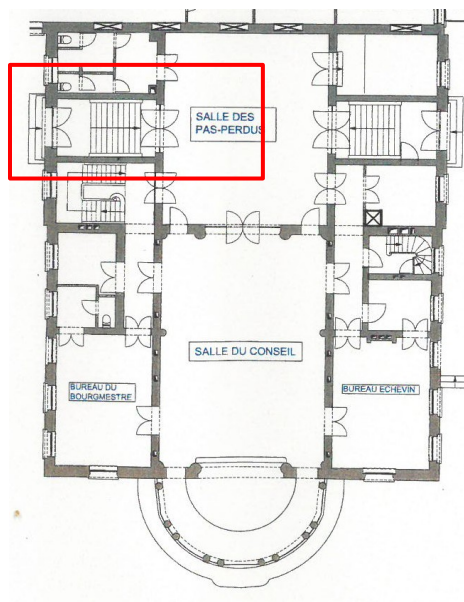 SALLE DES
PAS-PERDUS
SALLE DU CONSEIL
BUREAU DU
BOURGMESTRE
BUREAU ECHEVIN